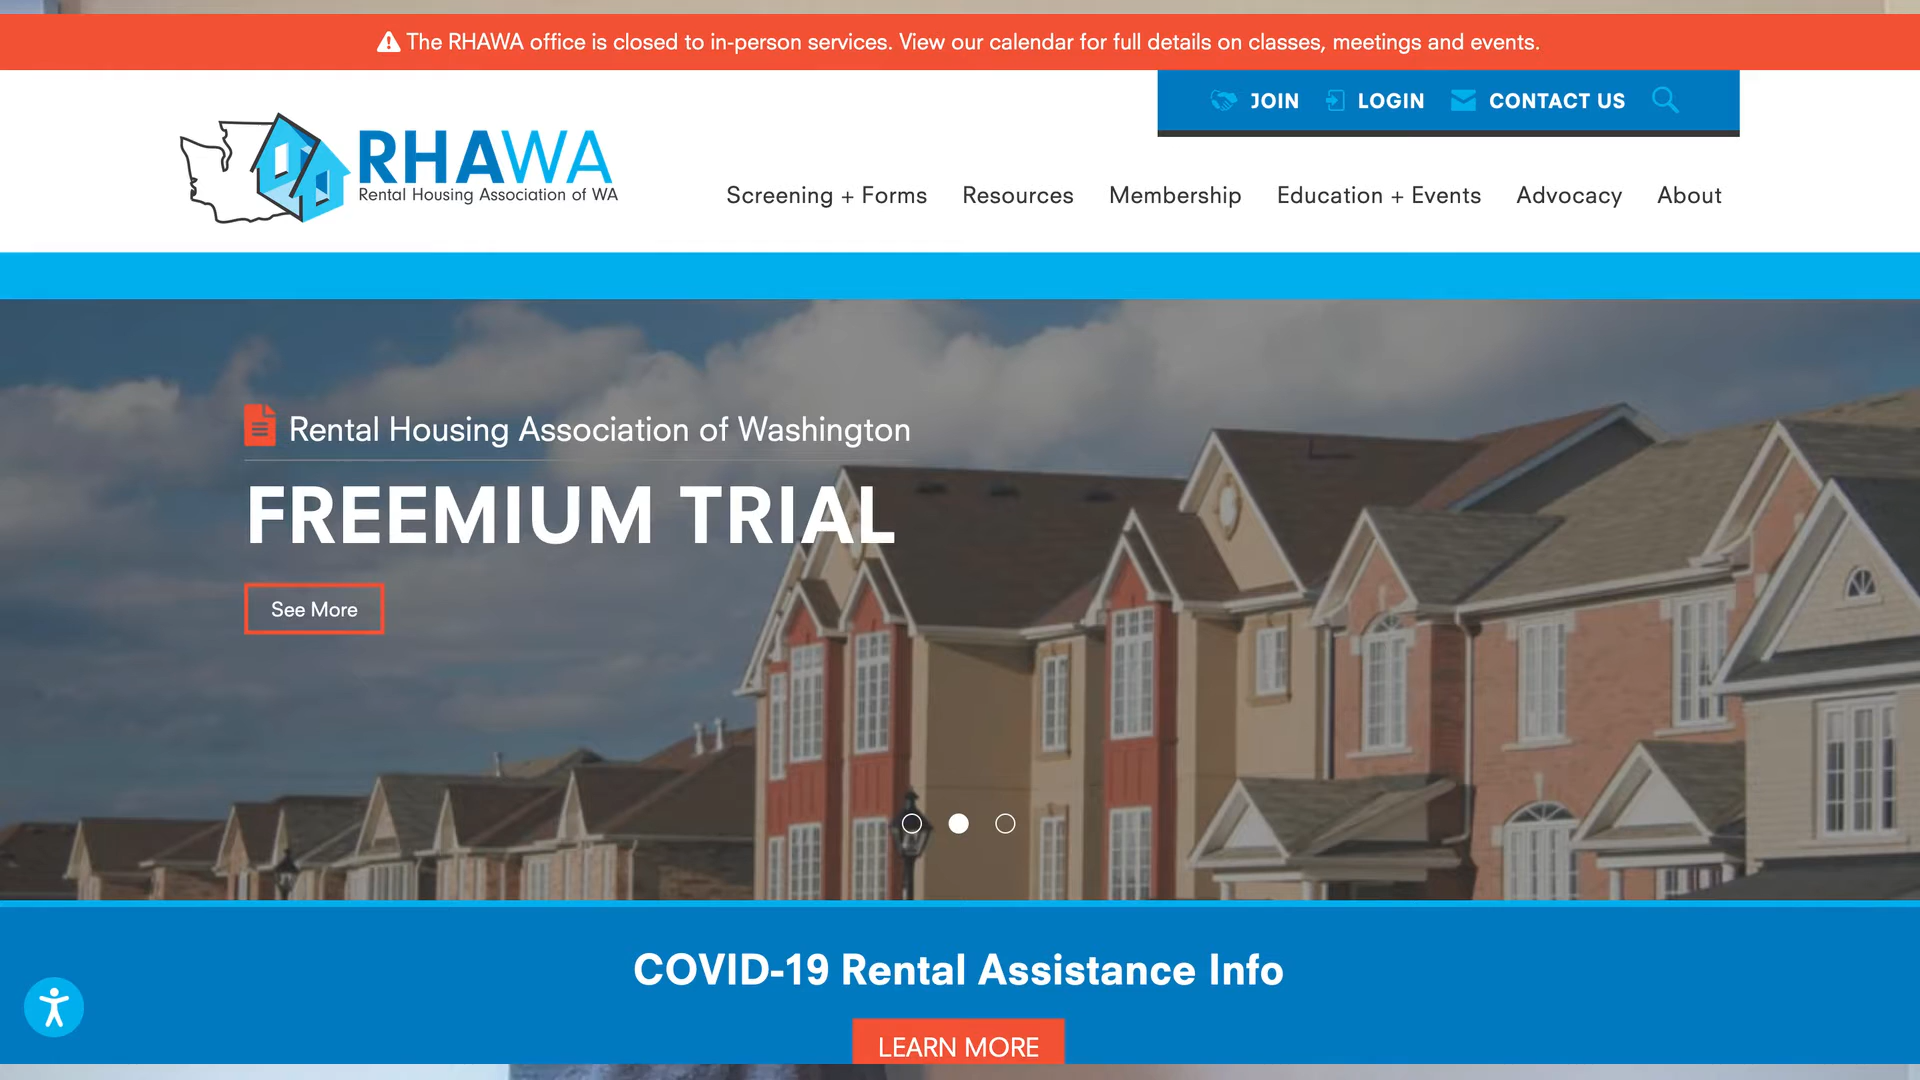 The RHAWA office is closed to in-person services. View our calendar for full details on classes, meetings and events.
JOIN LOGIN CONTACT US
RHAWA
Rental Housing Association of WA
Screening + Forms Resources Membership Education + Events Advocacy About
Rental Housing Association of Washington
FREEMIUM TRIAL
See More
COVID-19 Rental Assistance Info
LEARN MORE